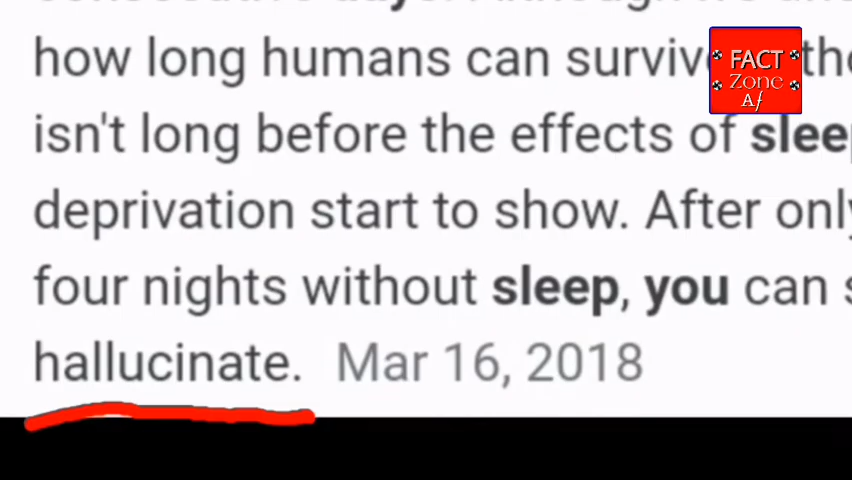 how long humans can surviv
isn't long before the effects of
deprivation start to show. After
four nights without sleep, you can
hallucinate. Mar 16, 2018
FACT
Zone
Af